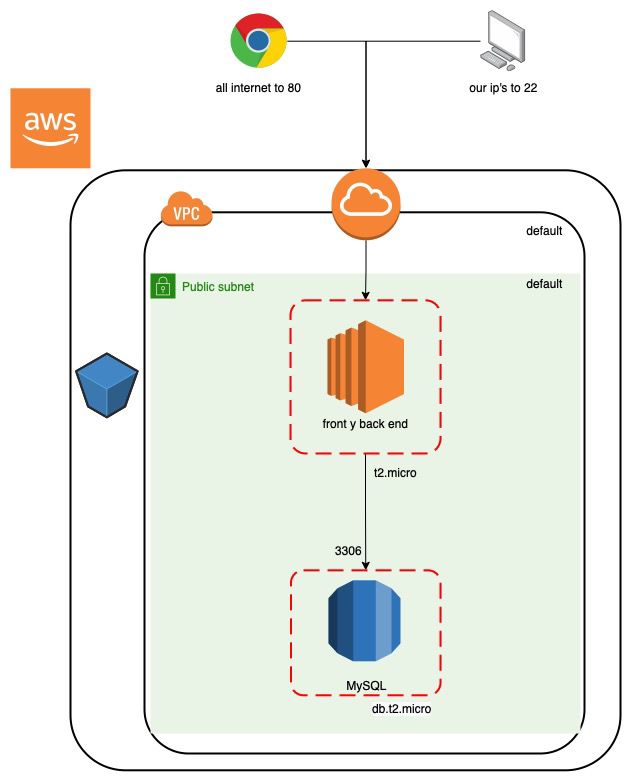 all internet to 80
our ip's to 22
aws
VPC
default
Public subnet
default
front y back end
t2.micro
3306
MySQL
db.t2.micro